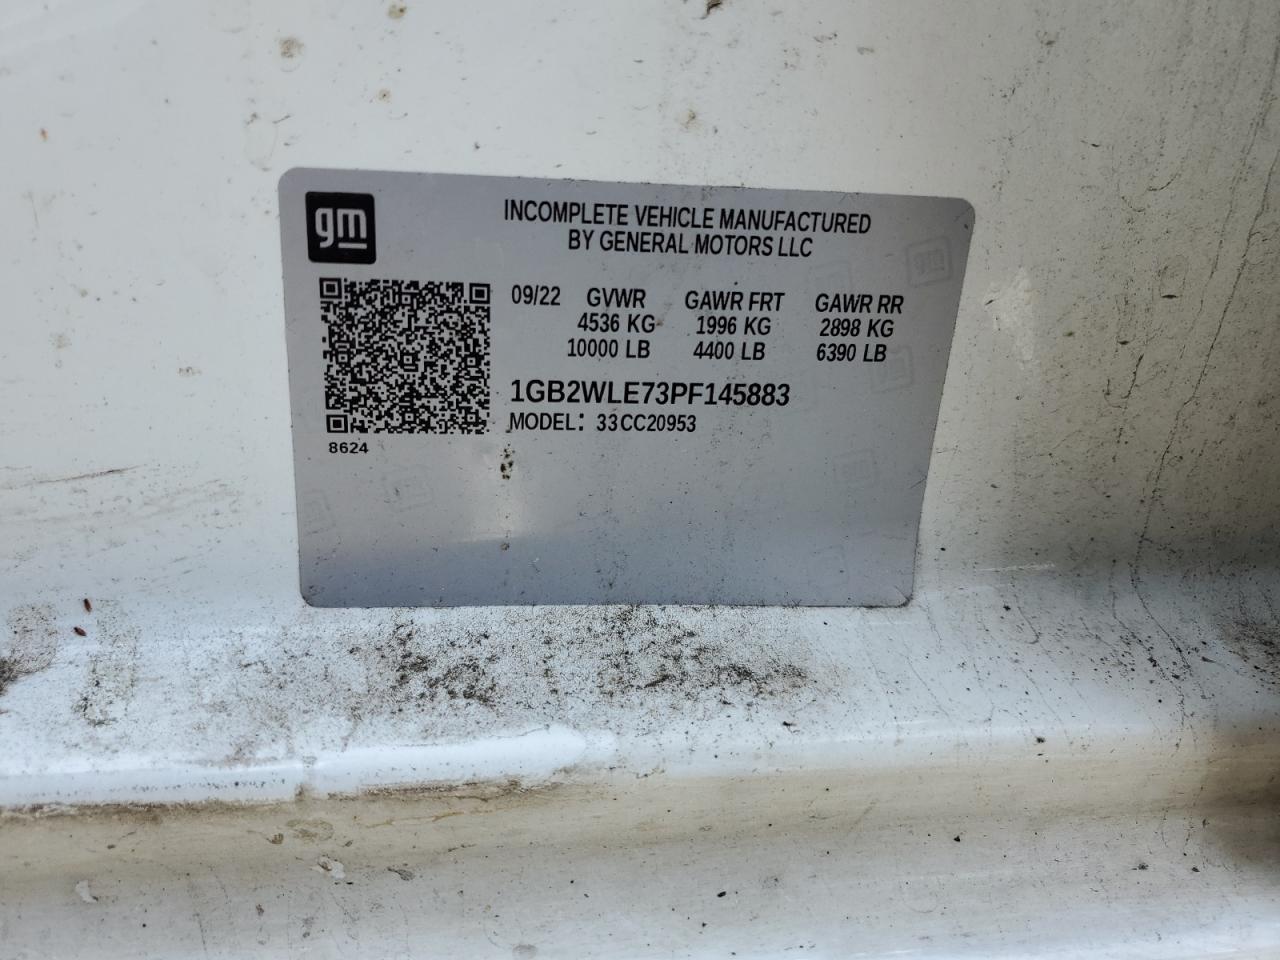 gm
INCOMPLETE VEHICLE MANUFACTURED
BY GENERAL MOTORS LLC
09/22 GVWR GAWR FRT GAWR RR
4536 KG 1996 KG 2898 KG
10000 LB 4400 LB 6390 LB
1GB2WLE73PF145883
MODEL: 33CC20953
8624